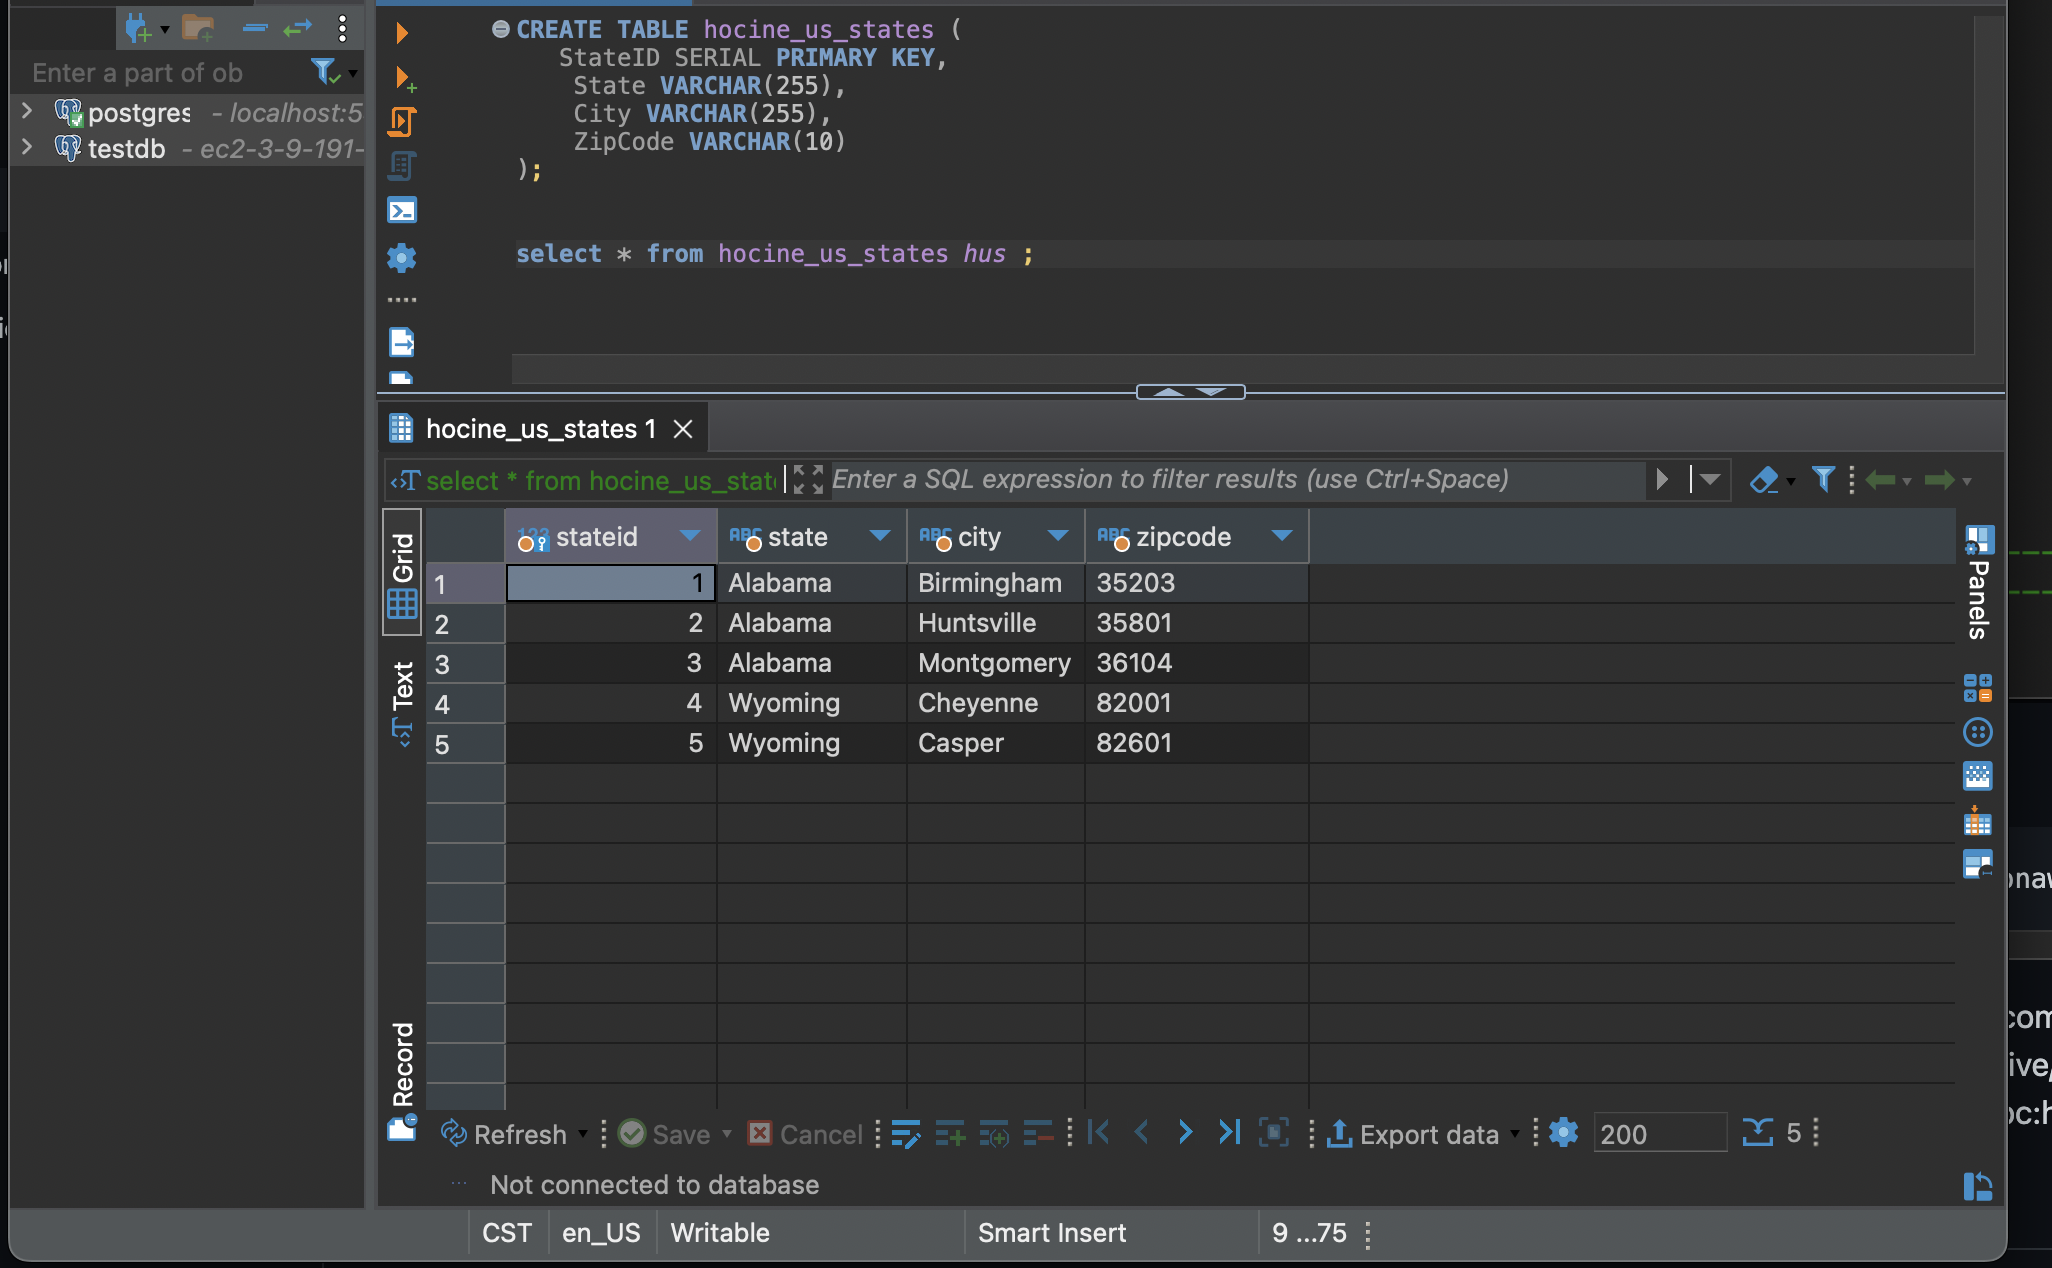 CREATE TABLE hocine_us_states (
StateID SERIAL PRIMARY KEY,
State VARCHAR(255),
City VARCHAR(255),
ZipCode VARCHAR(10)
);
select * from hocine_us_states hus ;
Enter a part of ob
postgres - localhost:5
testdb - ec2-3-9-191-
hocine_us_states 1
select * from hocine_us_stat
Enter a SQL expression to filter results (use Ctrl+Space)
Grid
Text
Record
Panels
stateid state city zipcode
1 1 Alabama Birmingham 35203
2 2 Alabama Huntsville 35801
3 3 Alabama Montgomery 36104
4 4 Wyoming Cheyenne 82001
5 5 Wyoming Casper 82601
Refresh Save Cancel Export data 200 5
Not connected to database
CST en_US Writable Smart Insert 9 ...75